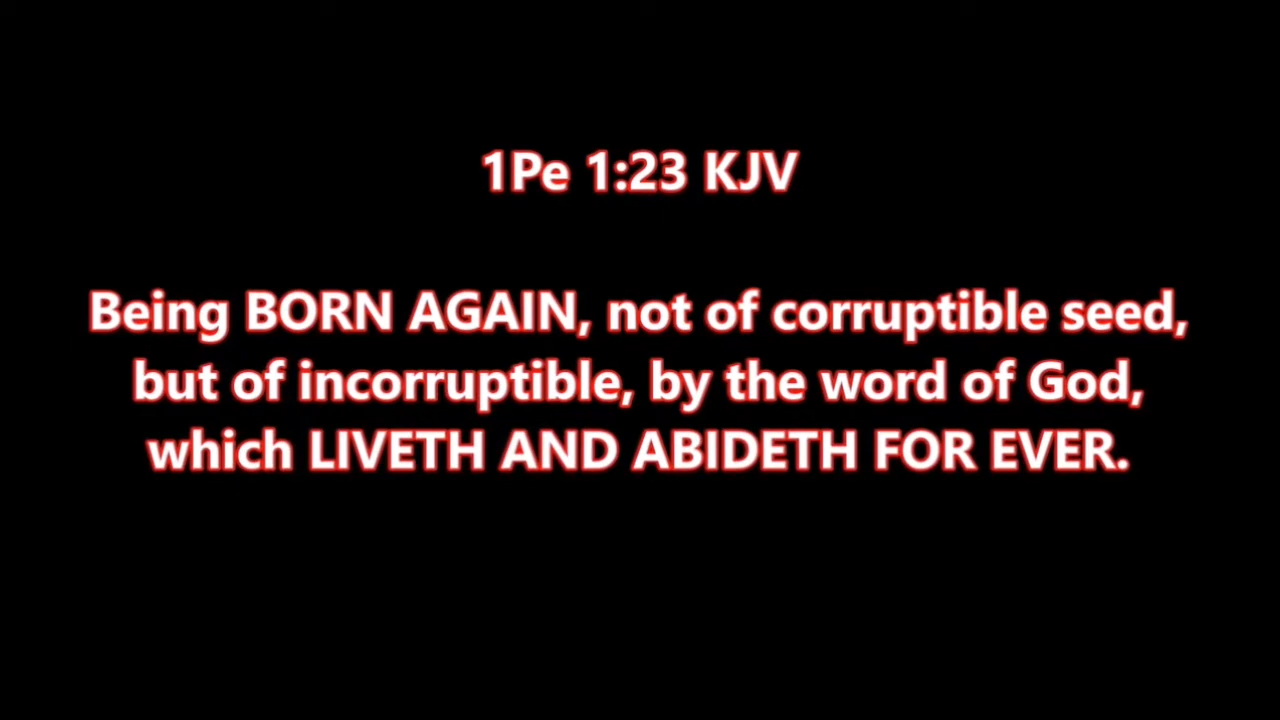 1Pe 1:23 KJV
Being BORN AGAIN, not of corruptible seed,
but of incorruptible, by the word of God,
which LIVETH AND ABIDETH FOR EVER.